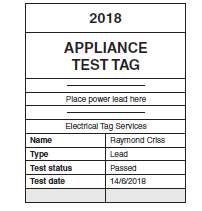 2018
APPLIANCE
TEST TAG
Place power lead here
Electrical Tag Services
Name Raymond Criss
Type Lead
Test status Passed
Test date 14/6/2018